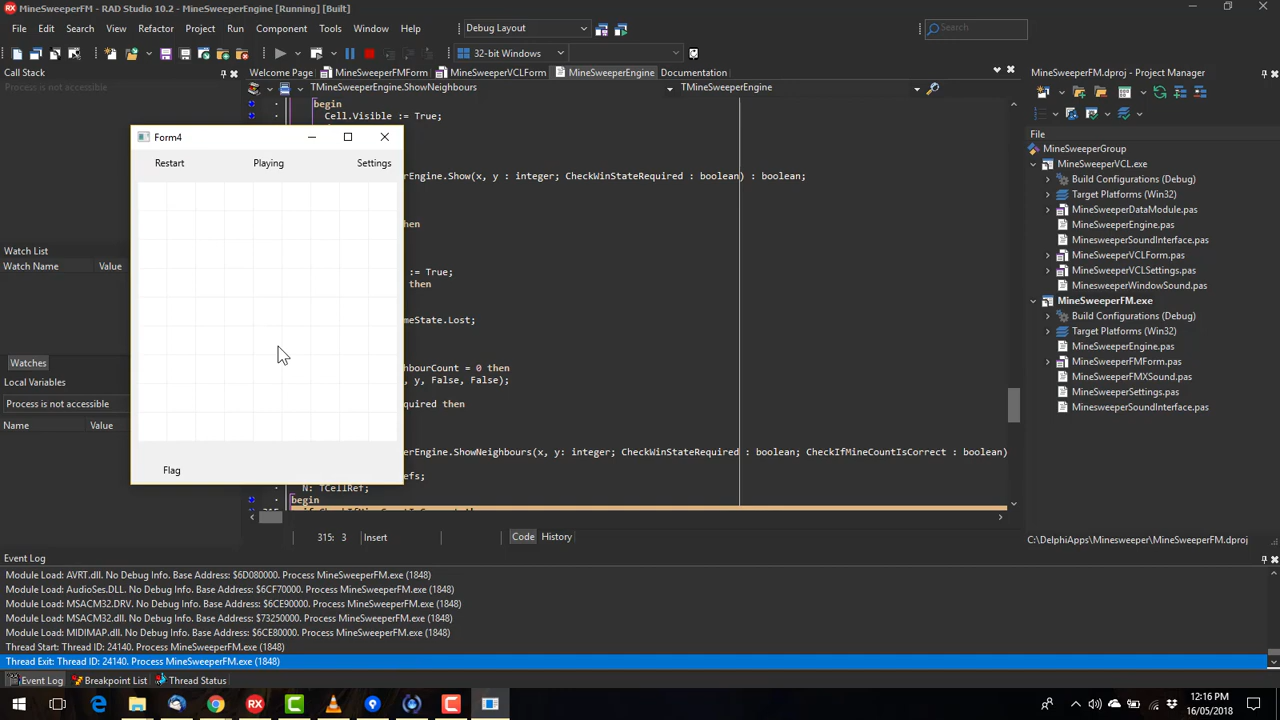 MineSweeperFM - RAD Studio 10.2 - MineSweeperEngine [Running] [Built]
File Edit Search View Refactor Project Run Component Tools Window Help
Debug Layout
Search
32-bit Windows
Call Stack
Process is not accessible
Welcome Page MineSweeperFMForm MineSweeperVCLForm MineSweeperEngine Documentation
TMineSweeperEngine.ShowNeighbours TMineSweeperEngine
begin
Cell.Visible := True;
erEngine.Show(x, y : integer; CheckWinStateRequired : boolean) : boolean;
then
:= True;
then
meState.Lost;
hbourCount = 0 then
, y, False, False);
quired then
erEngine.ShowNeighbours(x, y: integer; CheckWinStateRequired : boolean; CheckIfMineCountIsCorrect : boolean)
efs;
N: TCellRef;
begin
315
315: 3 Insert Code History
Form4
Restart Playing Settings
Flag
Watch List
Watch Name Value
Watches
Local Variables
Process is not accessible
Name Value
MineSweeperFM.dproj - Project Manager
File
MineSweeperGroup
MineSweeperVCL.exe
Build Configurations (Debug)
Target Platforms (Win32)
MineSweeperDataModule.pas
MineSweeperEngine.pas
MinesweeperSoundInterface.pas
MineSweeperVCLForm.pas
MineSweeperVCLSettings.pas
MinesweeperWindowSound.pas
MineSweeperFM.exe
Build Configurations (Debug)
Target Platforms (Win32)
MineSweeperEngine.pas
MineSweeperFMForm.pas
MineSweeperFMXSound.pas
MineSweeperSettings.pas
MinesweeperSoundInterface.pas
C:\DelphiApps\Minesweeper\MineSweeperFM.dproj
Event Log
Module Load: AVRT.dll. No Debug Info. Base Address: $6D080000. Process MineSweeperFM.exe (1848)
Module Load: AudioSes.DLL. No Debug Info. Base Address: $6CF70000. Process MineSweeperFM.exe (1848)
Module Load: MSACM32.DRV. No Debug Info. Base Address: $6CE90000. Process MineSweeperFM.exe (1848)
Module Load: MSACM32.dll. No Debug Info. Base Address: $73250000. Process MineSweeperFM.exe (1848)
Module Load: MIDIMAP.dll. No Debug Info. Base Address: $6CE80000. Process MineSweeperFM.exe (1848)
Thread Start: Thread ID: 24140. Process MineSweeperFM.exe (1848)
Thread Exit: Thread ID: 24140. Process MineSweeperFM.exe (1848)
Event Log Breakpoint List Thread Status
12:16 PM
16/05/2018